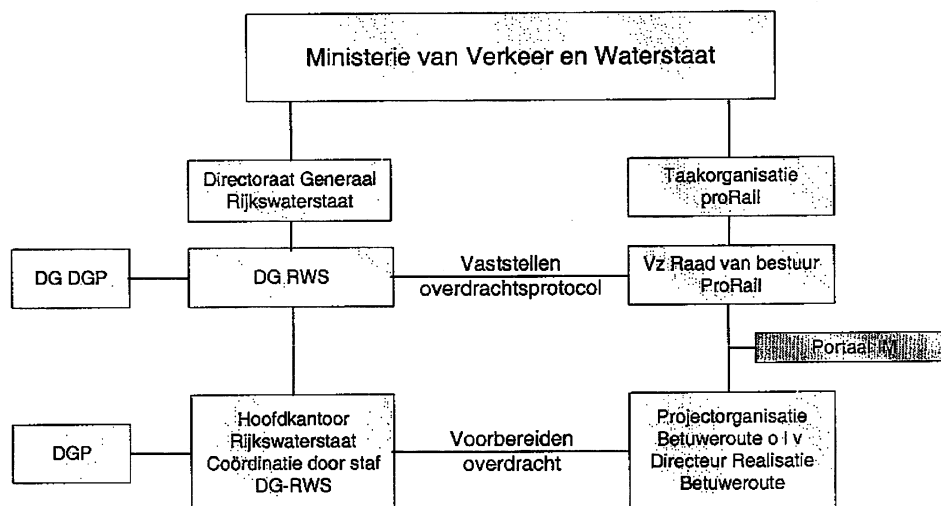 Ministerie van Verkeer en Waterstaat
Directoraat Generaal
Rijkswaterstaat
Taakorganisatie
proRail
DG DGP
DG RWS
Vaststellen
overdrachtsprotocol
Vz Raad van bestuur
ProRail
Portaal IM
DGP
Hoofdkantoor
Rijkswaterstaat
Coördinatie door staf
DG-RWS
Voorbereiden
overdracht
Projectorganisatie
Betuweroute o l v
Directeur Realisatie
Betuweroute